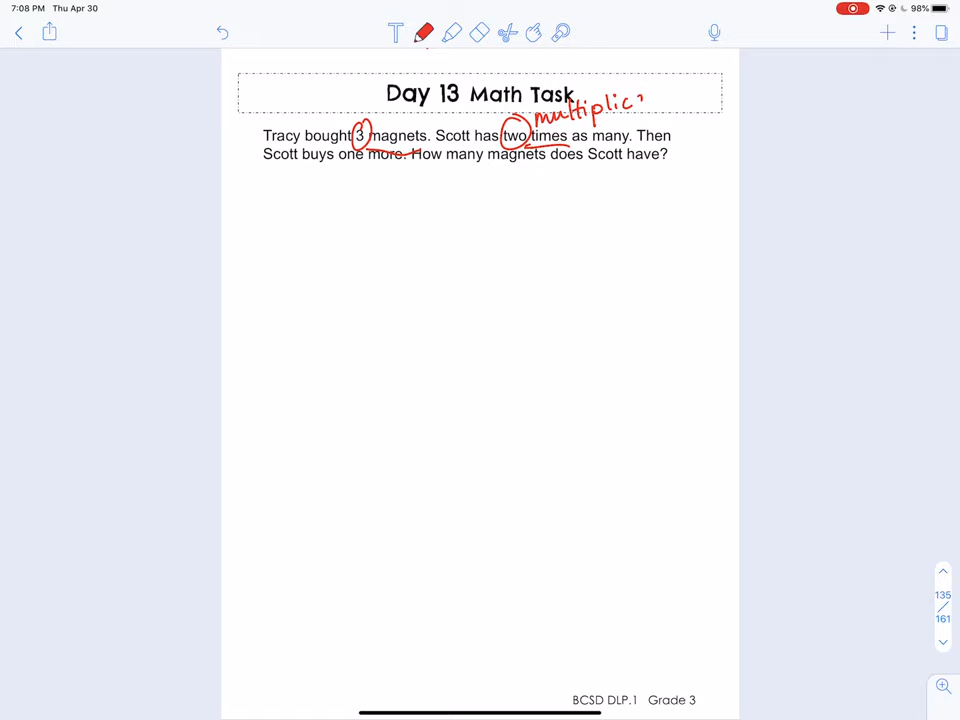 7:08 PM Thu Apr 30
98%
Day 13 Math Task
multiplic
Tracy bought 3 magnets. Scott has two times as many. Then
Scott buys one more. How many magnets does Scott have?
135
161
BCSD DLP.1 Grade 3